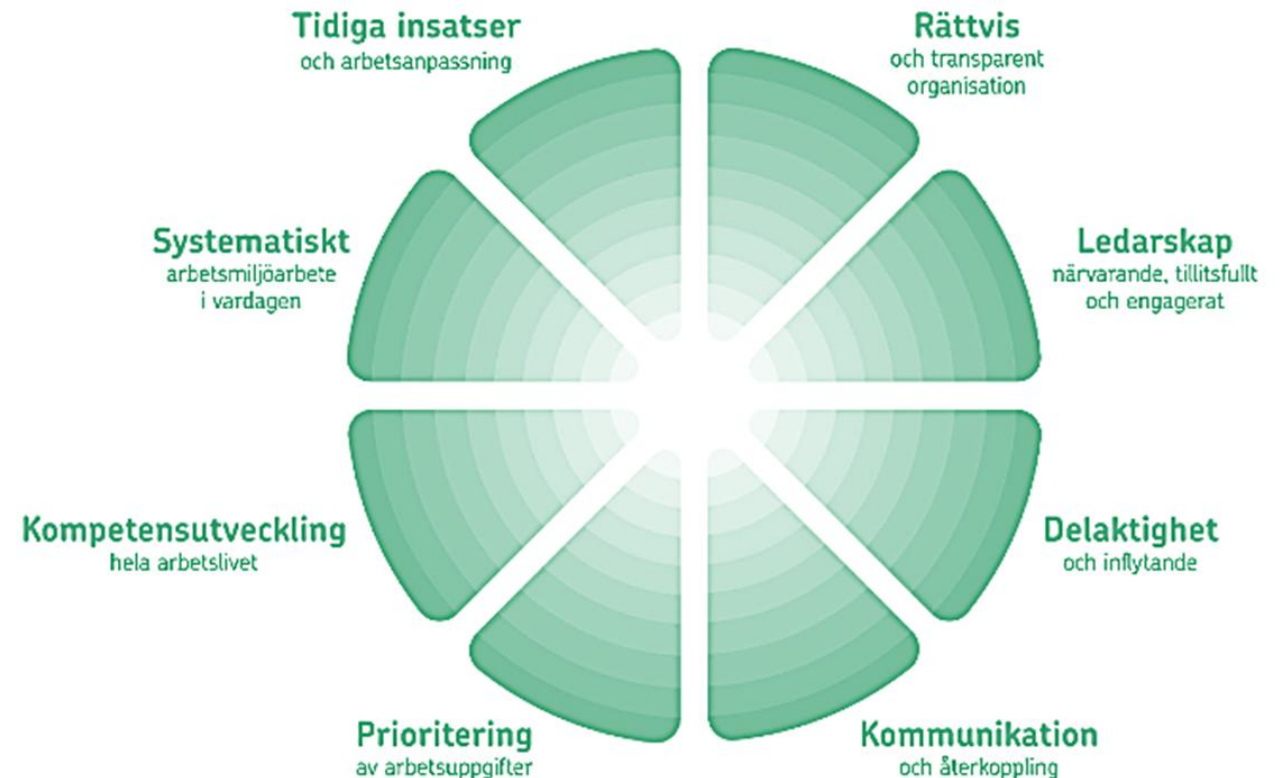 Tidiga insatser
och arbetsanpassning
Rättvis
och transparent
organisation
Systematiskt
arbetsmiljöarbete
i vardagen
Ledarskap
närvarande, tillitsfullt
och engagerat
Kompetensutveckling
hela arbetslivet
Delaktighet
och inflytande
Prioritering
av arbetsuppgifter
Kommunikation
och återkoppling